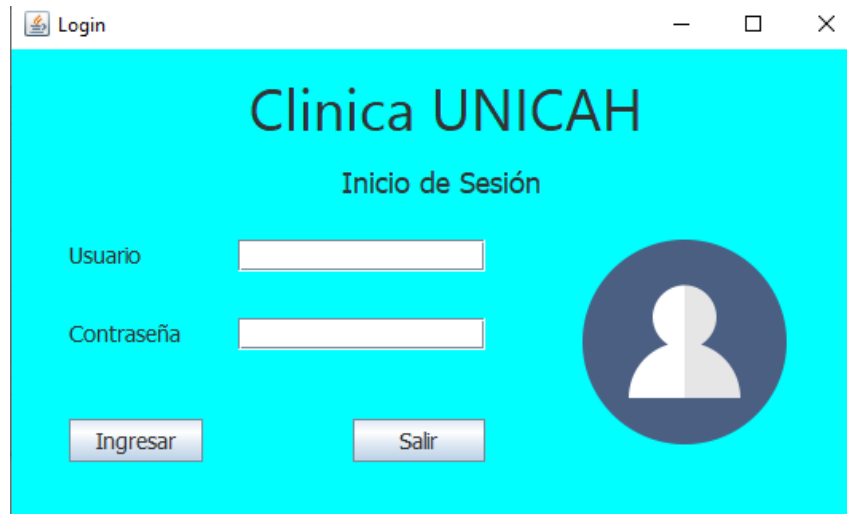 Login
Clinica UNICAH
Inicio de Sesión
Usuario
Contraseña
Ingresar Salir